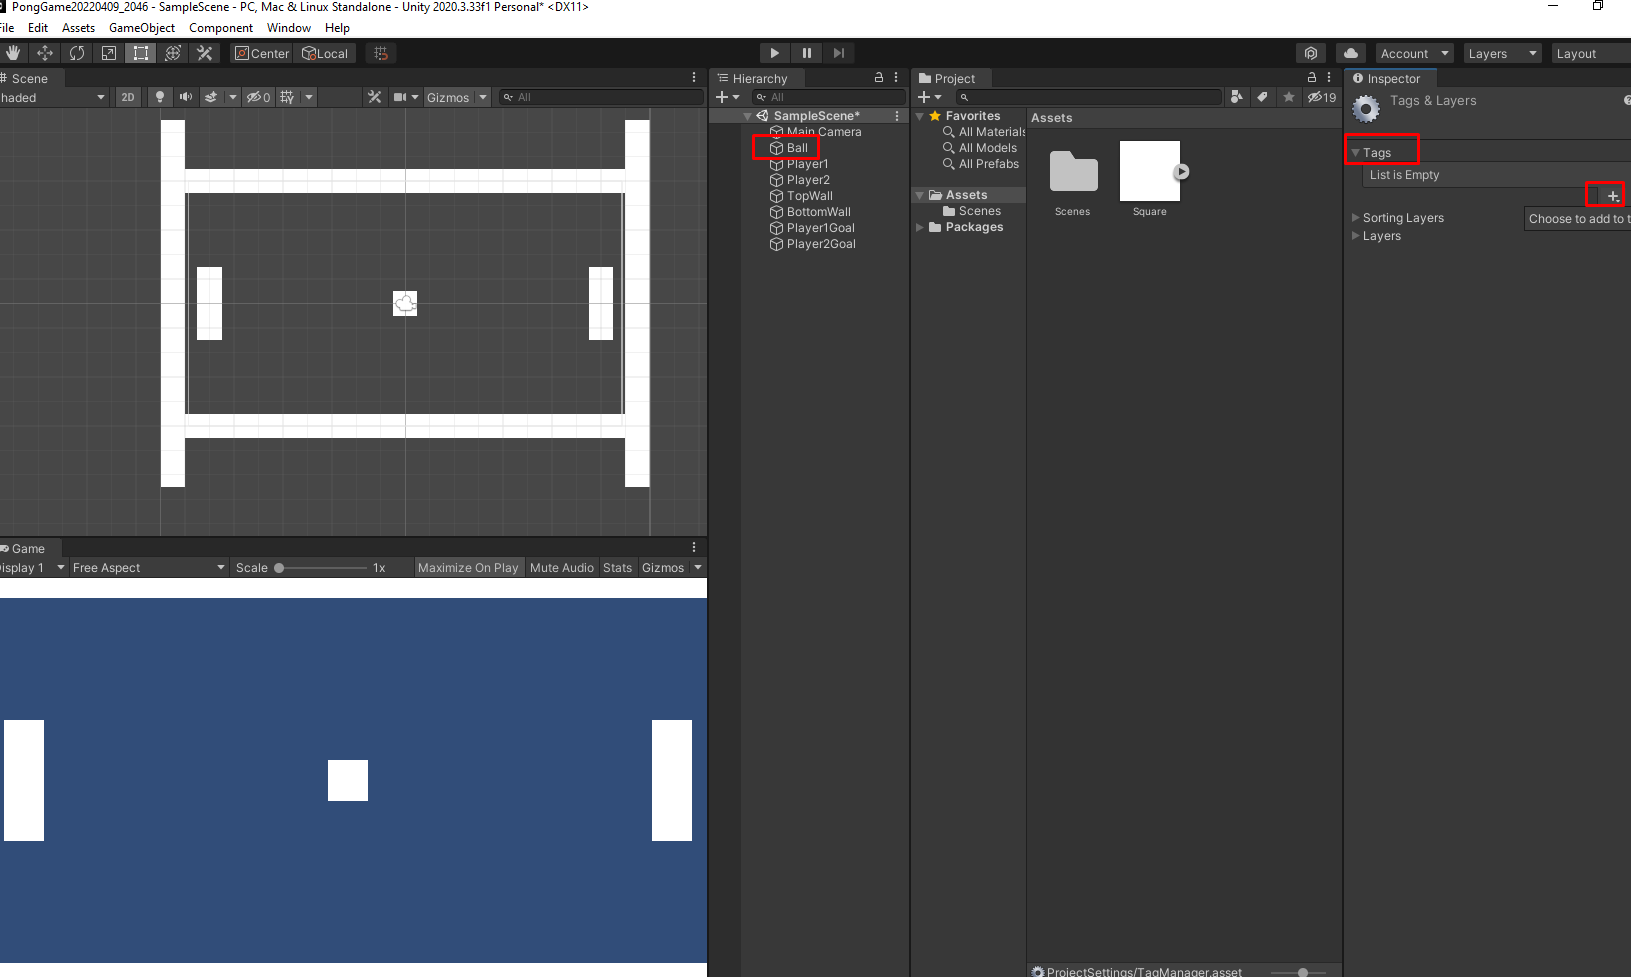 PongGame20220409_2046 - SampleScene - PC, Mac & Linux Standalone - Unity 2020.3.33f1 Personal* <DX11>
File Edit Assets GameObject Component Window Help
Center Local Account Layers Layout
Scene
haded 2D 0 Gizmos All
Hierarchy
All
SampleScene*
Main Camera
Ball
Player1
Player2
TopWall
BottomWall
Player1Goal
Player2Goal
Project
19
Favorites
All Materials
All Models
All Prefabs
Assets
Scenes
Packages
Assets
Scenes
Square
Inspector
Tags & Layers
Tags
List is Empty
Choose to add to t
Sorting Layers
Layers
Game
isplay 1 Free Aspect Scale 1x Maximize On Play Mute Audio Stats Gizmos
ProjectSettings/TagManager.asset